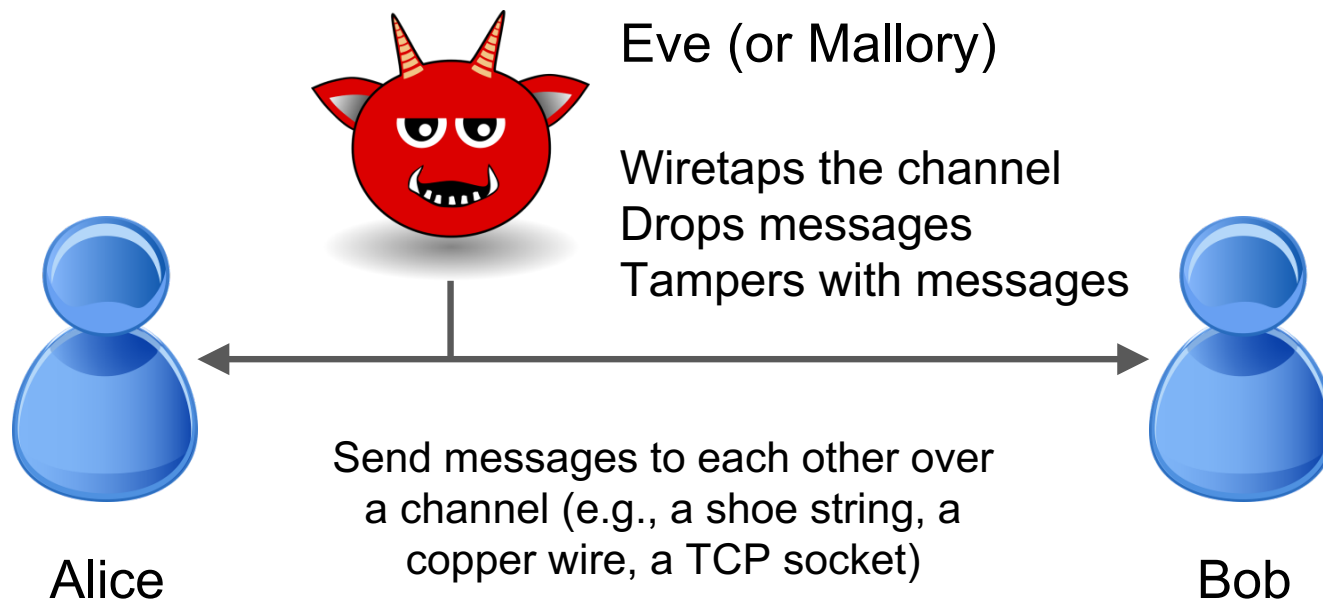 Eve (or Mallory)
Wiretaps the channel
Drops messages
Tampers with messages
Send messages to each other over
a channel (e.g., a shoe string, a
copper wire, a TCP socket)
Alice
Bob